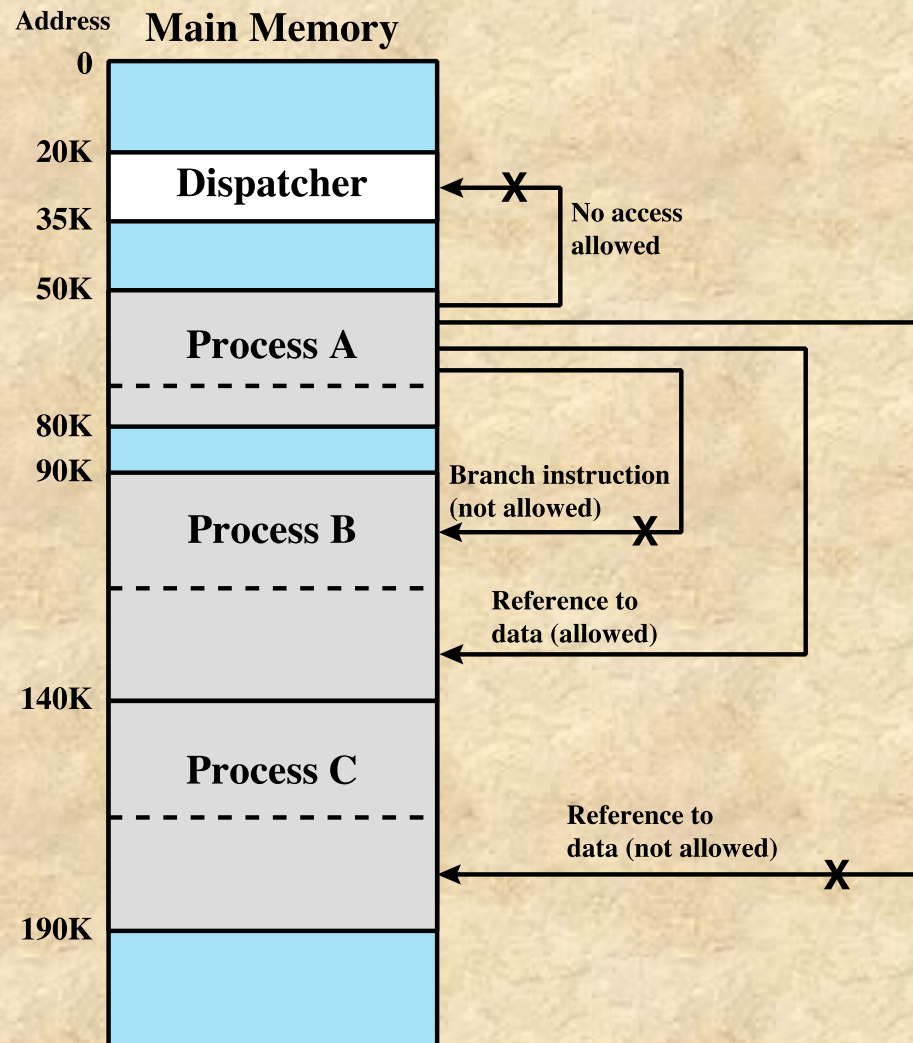 Address
Main Memory
0
20K
Dispatcher
X
No access
allowed
35K
50K
Process A
80K
90K
Branch instruction
(not allowed)
X
Process B
Reference to
data (allowed)
140K
Process C
Reference to
data (not allowed)
X
190K